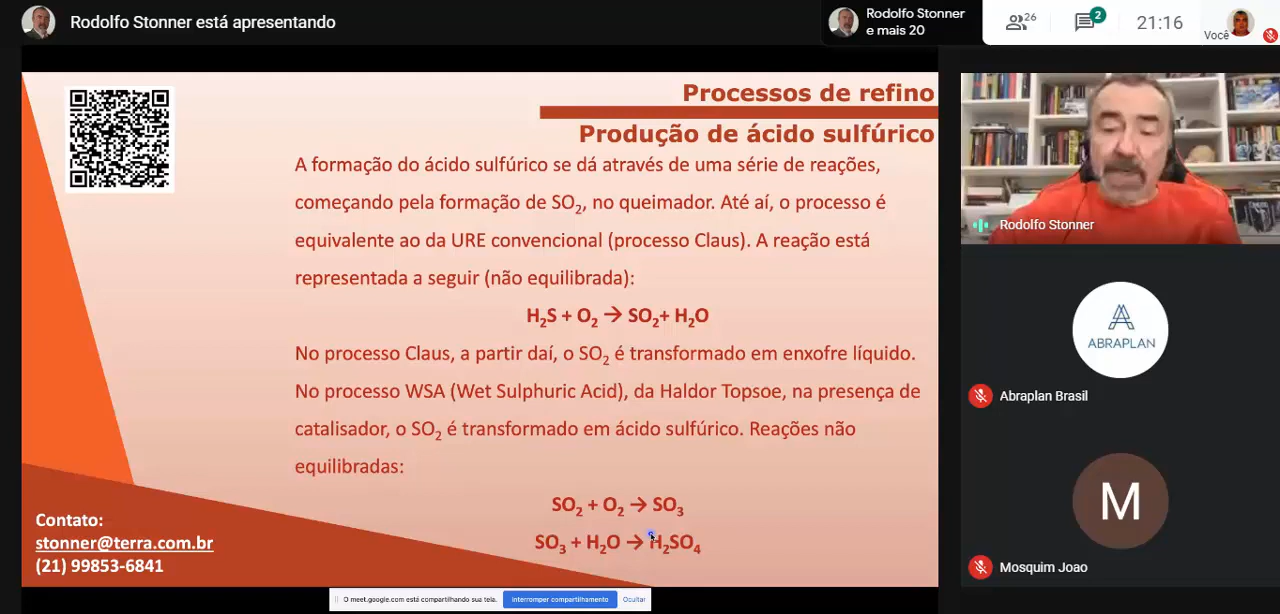 Rodolfo Stonner está apresentando
Rodolfo Stonner
e mais 20
26
2
21:16
Você
Processos de refino
Produção de ácido sulfúrico
A formação do ácido sulfúrico se dá através de uma série de reações,
começando pela formação de SO₂, no queimador. Até aí, o processo é
equivalente ao da URE convencional (processo Claus). A reação está
representada a seguir (não equilibrada):
H₂S + O₂ → SO₂+ H₂O
No processo Claus, a partir daí, o SO₂ é transformado em enxofre líquido.
No processo WSA (Wet Sulphuric Acid), da Haldor Topsoe, na presença de
catalisador, o SO₂ é transformado em ácido sulfúrico. Reações não
equilibradas:
SO₂ + O₂ → SO₃
SO₃ + H₂O → H₂SO₄
Contato:
stonner@terra.com.br
(21) 99853-6841
O meet.google.com está compartilhando sua tela.
Interromper compartilhamento
Ocultar
Rodolfo Stonner
ABRAPLAN
Abraplan Brasil
M
Mosquim Joao